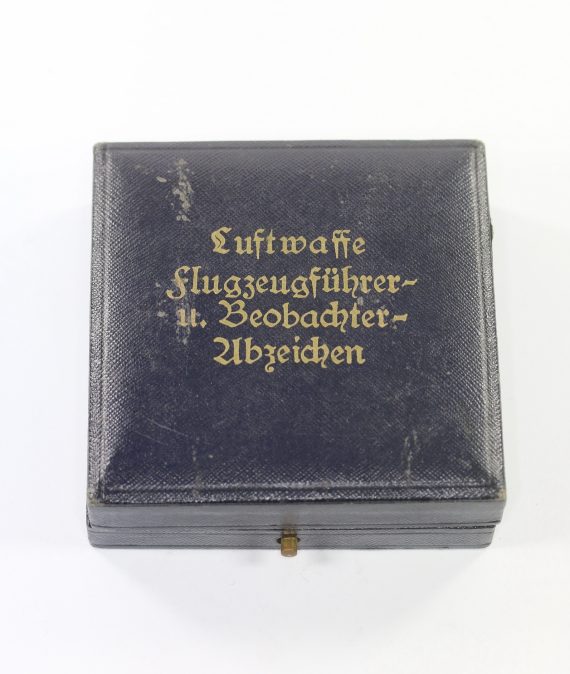 Luftwaffe
Flugzeugführer-
u. Beobachter-
Abzeichen